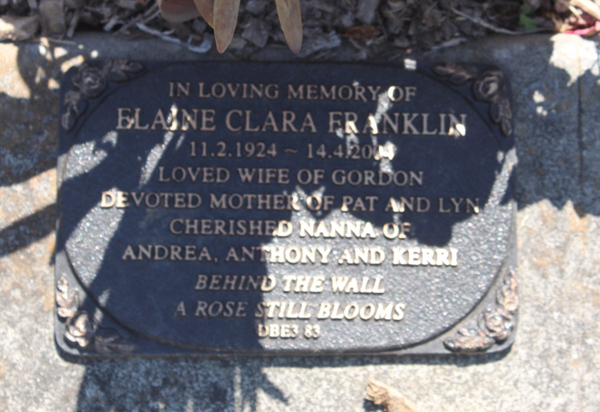 IN LOVING MEMORY OF
ELAINE CLARA FRANKLIN
11.2.1924 ~
LOVED WIFE OF GORDON
DEVOTED MOTHER OF PAT AND LYN
CHERISHED NANNA OF
ANDREA, ANTHONY AND KERRI
BEHIND THE WALL
A ROSE STILL BLOOMS
DBE3 83